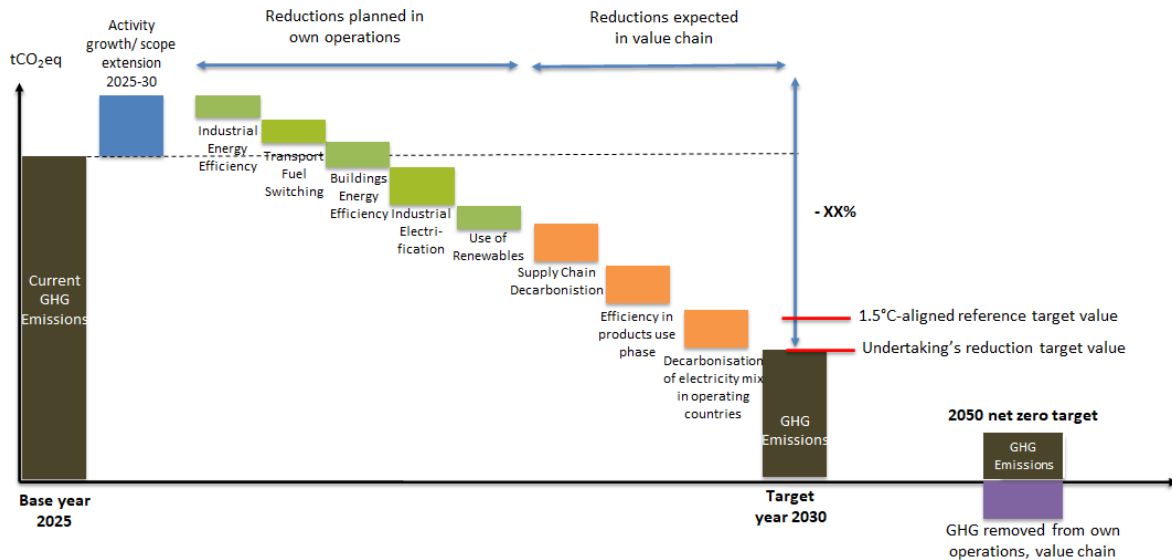 Activity
growth/ scope
extension
2025-30
Reductions planned in
own operations
Reductions expected
in value chain
tCO₂eq
Industrial
Energy
Efficiency
Transport
Fuel
Switching
Buildings
Energy
Efficiency
Industrial
Electri-
fication
Use of
Renewables
Supply Chain
Decarbonistion
Efficiency in
products use
phase
Decarbonisation
of electricity mix
in operating
countries
- XX%
1.5°C-aligned reference target value
Undertaking's reduction target value
Current
GHG
Emissions
GHG
Emissions
2050 net zero target
GHG
Emissions
Base year
2025
Target
year 2030
GHG removed from own
operations, value chain